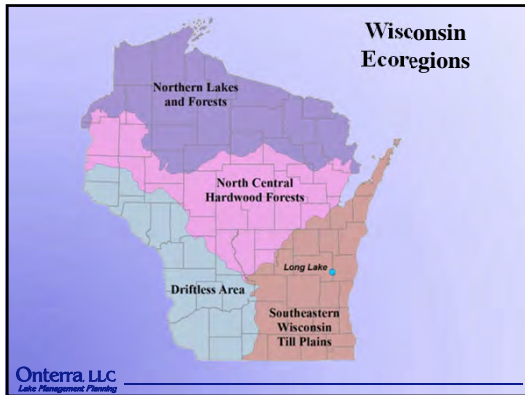 Wisconsin
Ecoregions
Northern Lakes
and Forests
North Central
Hardwood Forests
Long Lake
Driftless Area
Southeastern
Wisconsin
Till Plains
Onterra, LLC
Lake Management Planning